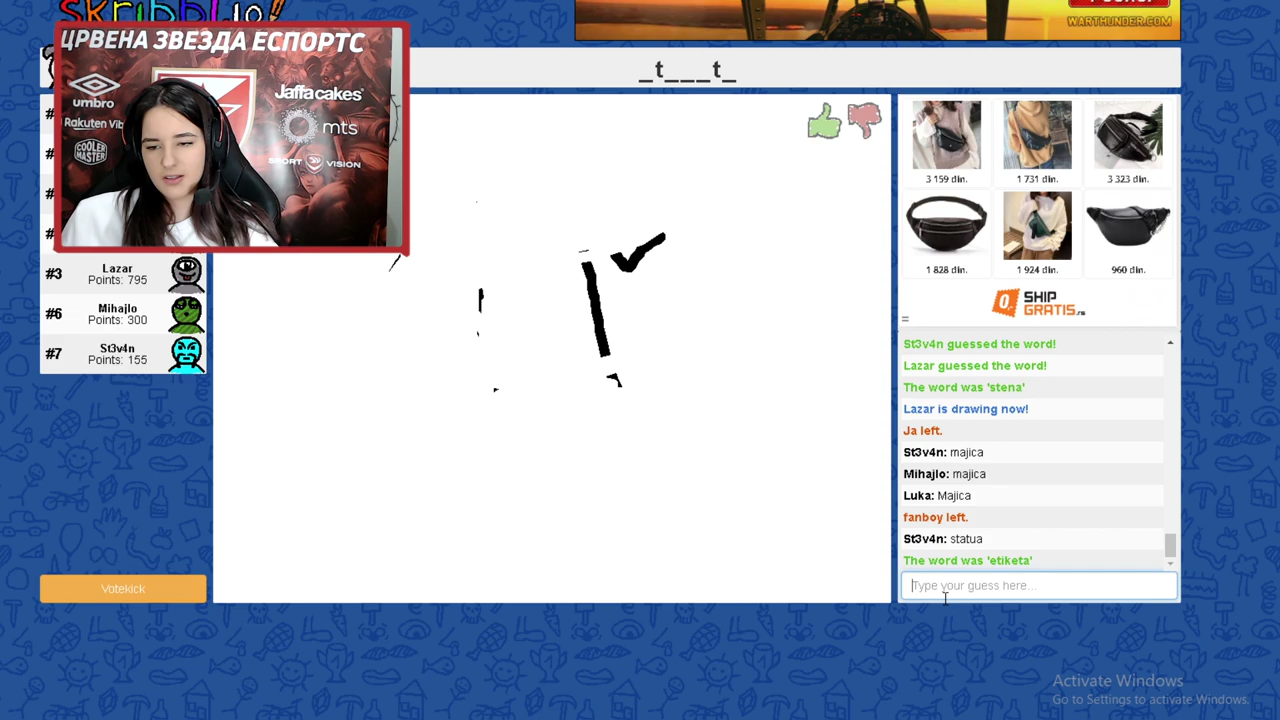 skribbl.io!
WARTHUNDER.COM
ЦРВЕНА ЗВЕЗДА ЕСПОРТС
umbro
Jaffa cakes
Rakuten Vib
mts
COOLER MASTER
SPORT VISION
_t___t_
#3
Lazar
Points: 795
#6
Mihajlo
Points: 300
#7
St3v4n
Points: 155
Votekick
3 159 din.
1 731 din.
3 323 din.
1 828 din.
1 924 din.
960 din.
SHIP
GRATIS.rs
St3v4n guessed the word!
Lazar guessed the word!
The word was 'stena'
Lazar is drawing now!
Ja left.
St3v4n: majica
Mihajlo: majica
Luka: Majica
fanboy left.
St3v4n: statua
The word was 'etiketa'
Type your guess here...
Activate Windows
Go to Settings to activate Windows.